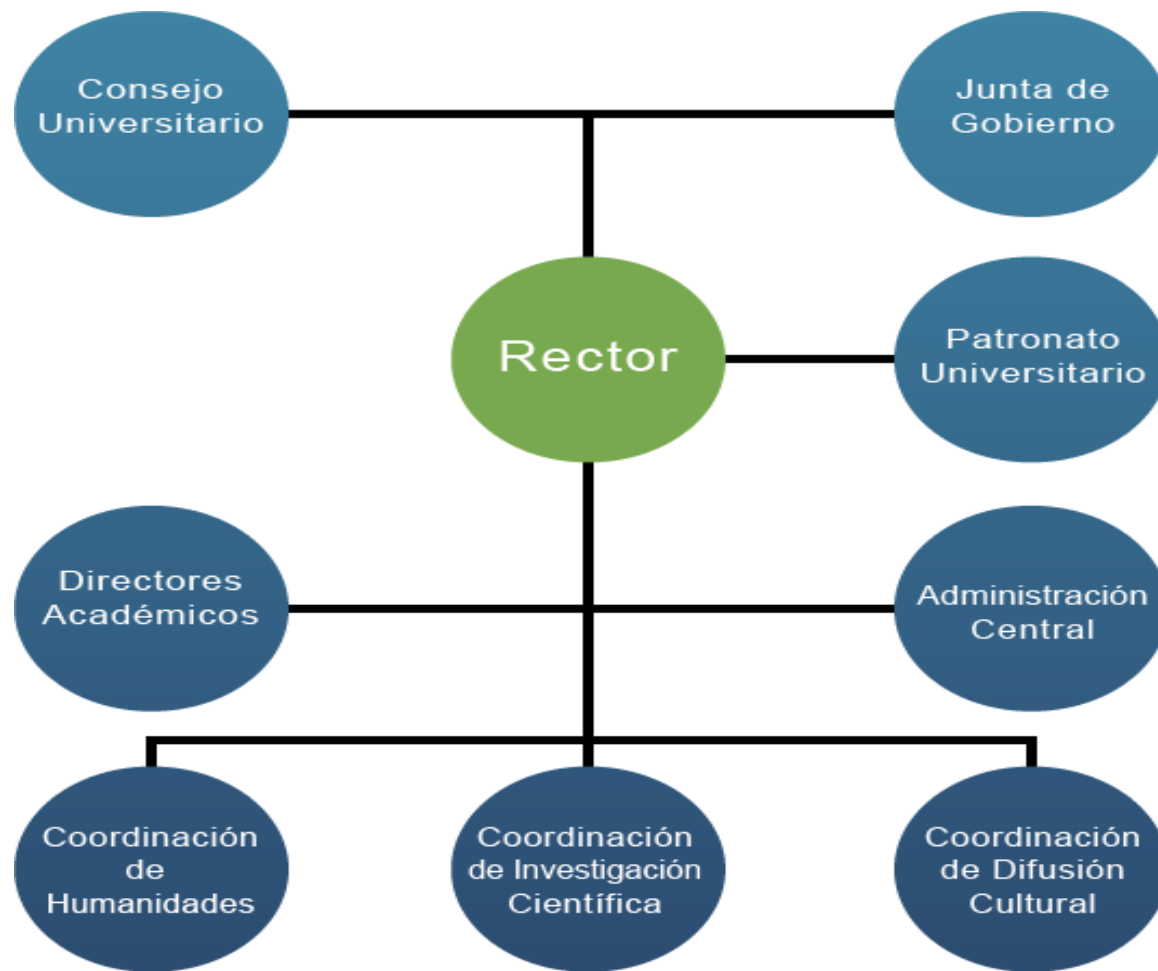 Consejo
Universitario
Junta de
Gobierno
Rector
Patronato
Universitario
Directores
Académicos
Administración
Central
Coordinación
de
Humanidades
Coordinación
de Investigación
Científica
Coordinación
de Difusión
Cultural